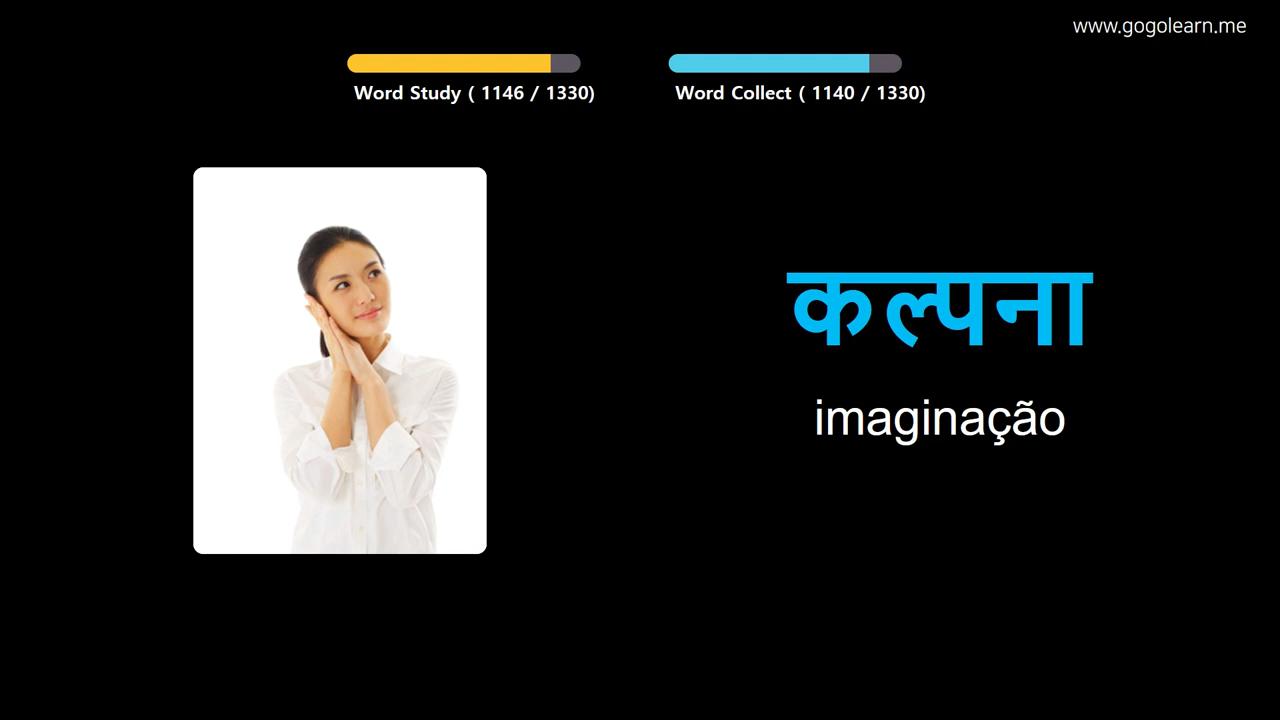 www.gogolearn.me
Word Study ( 1146 / 1330)
Word Collect ( 1140 / 1330)
कल्पना
imaginação